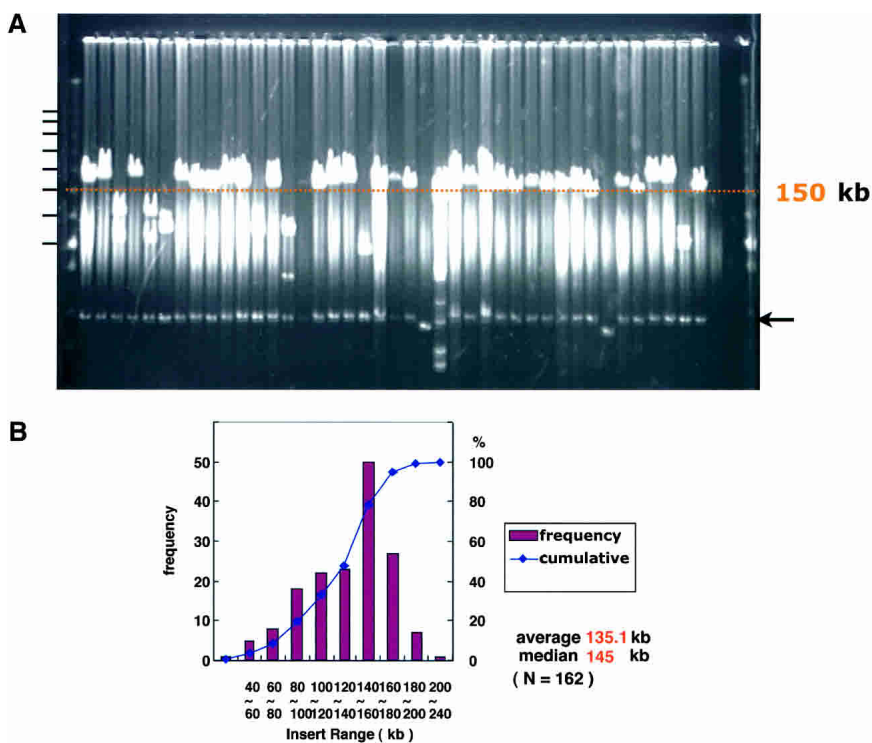 A
150 kb
B
%
50 100
40 80
30 60
20 40
10 20
0 0
frequency
frequency
cumulative
40 60 80 100 120 140 160 180 200
~ ~ ~ ~ ~ ~ ~ ~ ~
60 80 100 120 140 160 180 200 240
Insert Range ( kb )
average 135.1 kb
median 145 kb
( N = 162 )